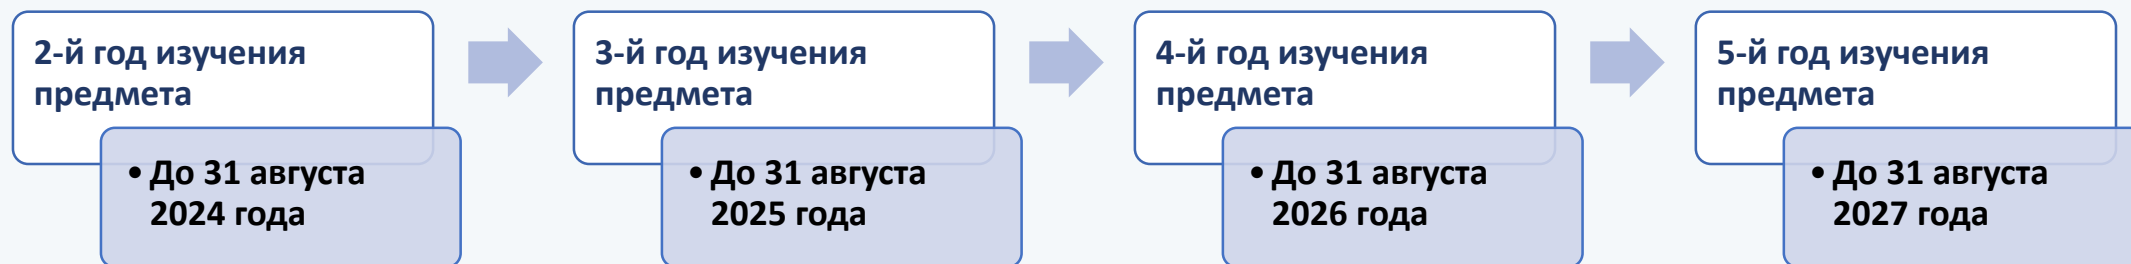 2-й год изучения
предмета
• До 31 августа
2024 года
3-й год изучения
предмета
• До 31 августа
2025 года
4-й год изучения
предмета
• До 31 августа
2026 года
5-й год изучения
предмета
• До 31 августа
2027 года